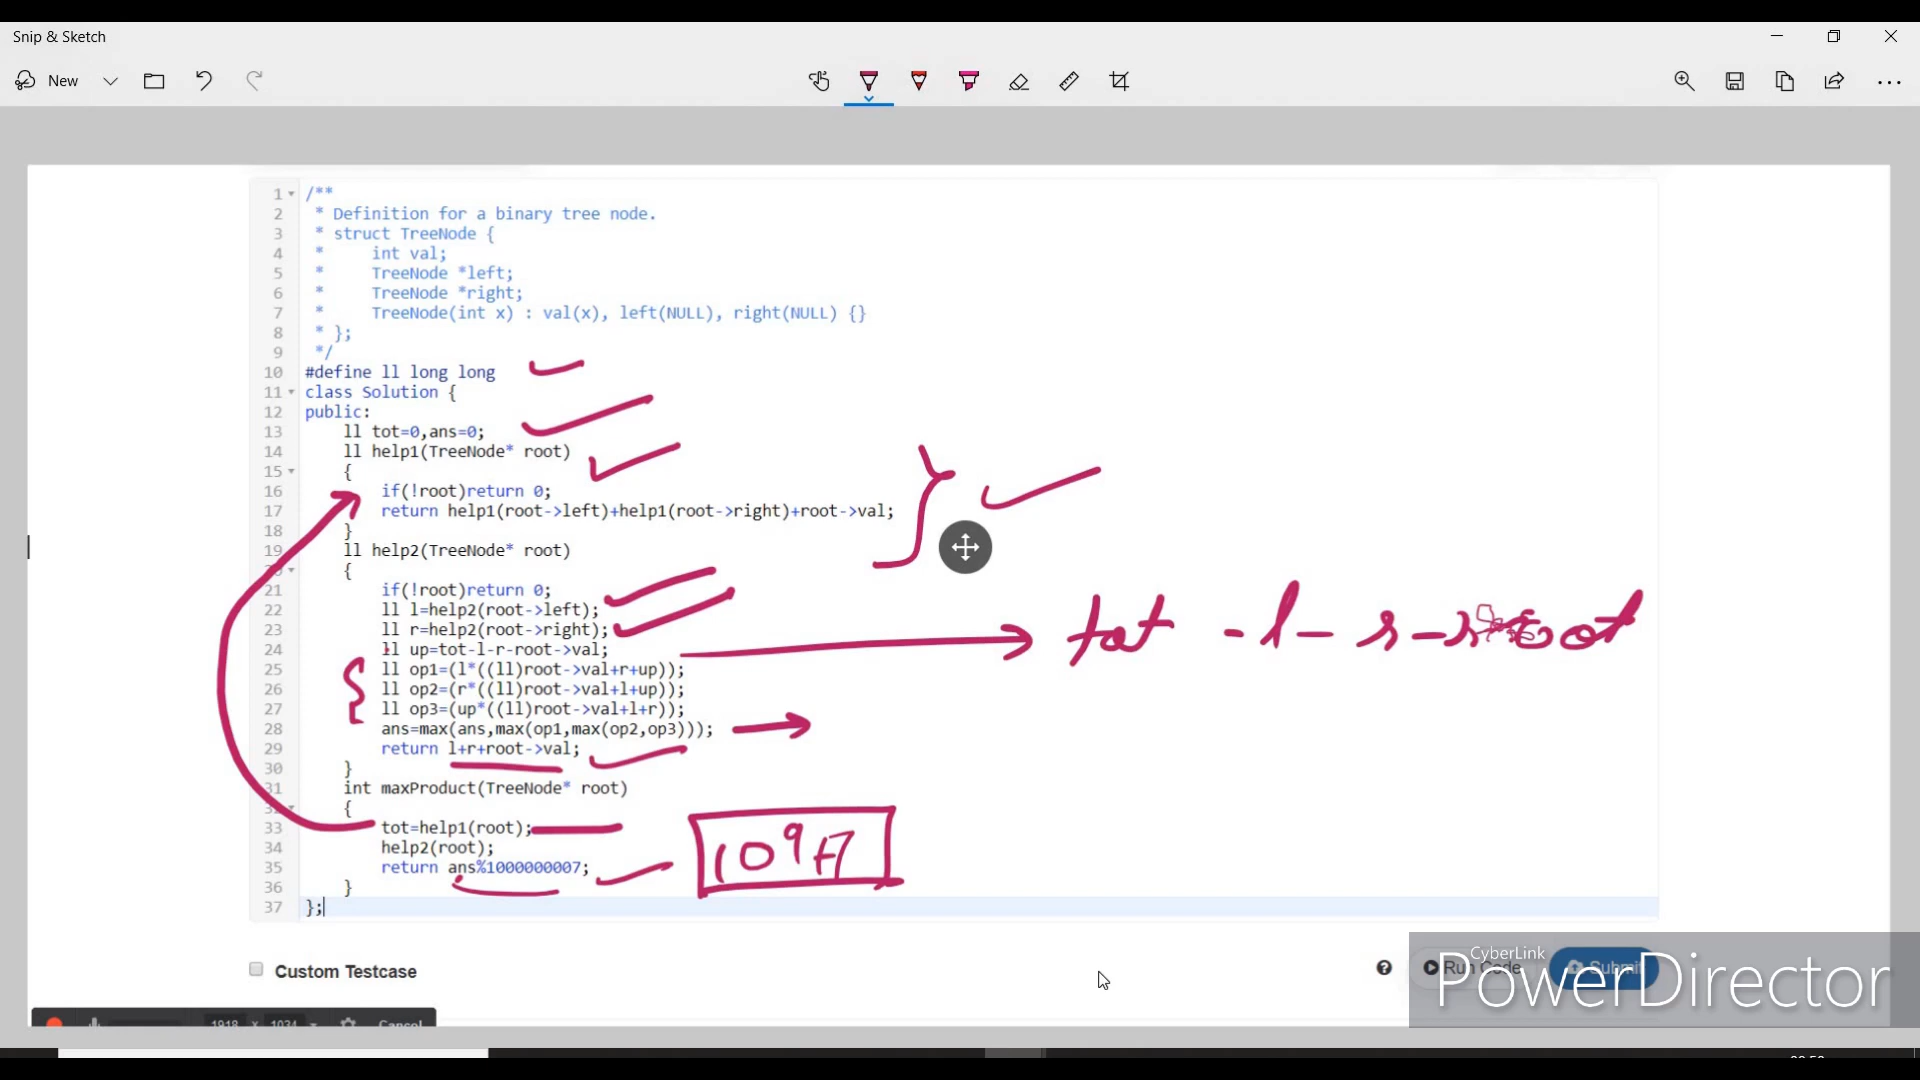 Snip & Sketch
New
1 /**
2 * Definition for a binary tree node.
3 * struct TreeNode {
4 *     int val;
5 *     TreeNode *left;
6 *     TreeNode *right;
7 *     TreeNode(int x) : val(x), left(NULL), right(NULL) {}
8 * };
9 */
10 #define ll long long
11 class Solution {
12 public:
13 ll tot=0,ans=0;
14 ll help1(TreeNode* root)
15 {
16 if(!root)return 0;
17 return help1(root->left)+help1(root->right)+root->val;
18 }
19 ll help2(TreeNode* root)
{
21 if(!root)return 0;
22 ll l=help2(root->left);
23 ll r=help2(root->right);
24 ll up=tot-l-r-root->val;
tot - l - r -
25 ll op1=(l*((ll)root->val+r+up));
26 ll op2=(r*((ll)root->val+l+up));
27 ll op3=(up*((ll)root->val+l+r));
28 ans=max(ans,max(op1,max(op2,op3)));
29 return l+r+root->val;
30 }
31 int maxProduct(TreeNode* root)
32 {
33 tot=help1(root);
34 help2(root);
10^9+7
35 return ans%1000000007;
36 }
37 };
Custom Testcase
Run Code
Submit
CyberLink
PowerDirector
1918 x 1034
Cancel